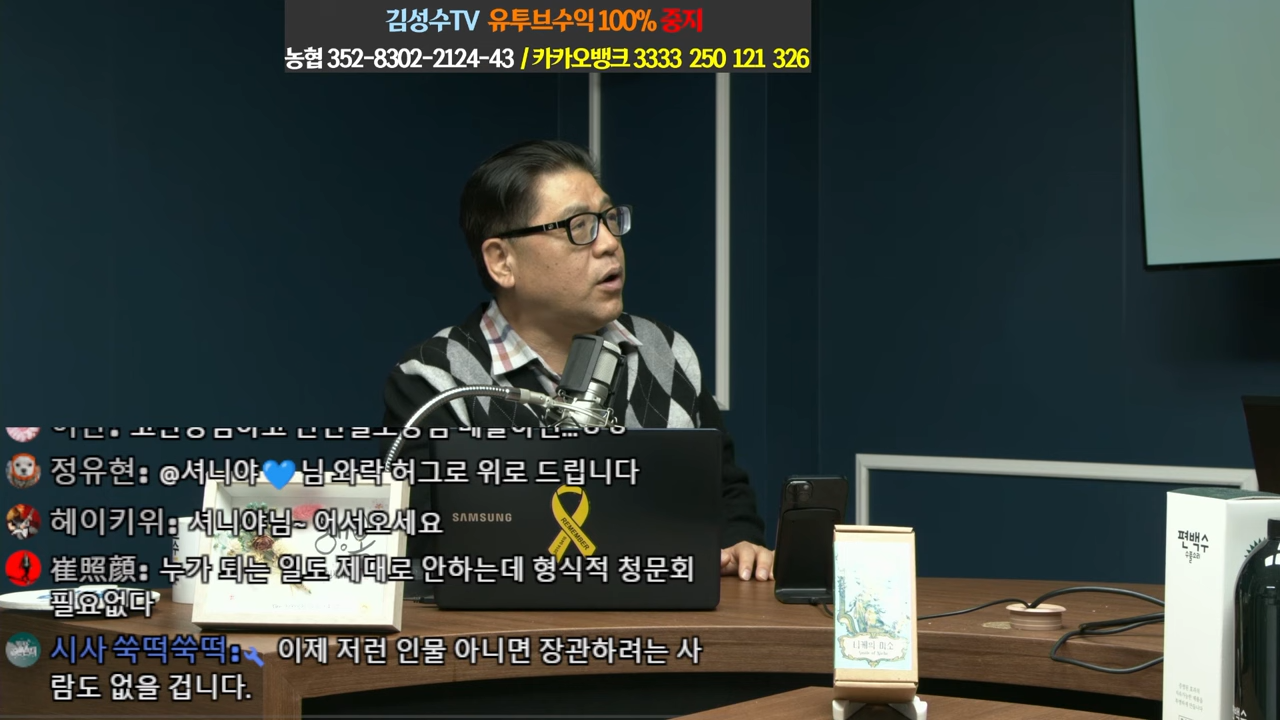 김성수TV 유투브수익 100% 중지
농협 352-8302-2124-43 / 카카오뱅크 3333 250 121 326
정유현: @셔니야💙님 와락 허그로 위로 드립니다
헤이키위: 셔니야님~ 어서오세요
崔照顔: 누가 되는 일도 제대로 안하는데 형식적 청문회
필요없다
시사 쑥떡쑥떡: 이제 저런 인물 아니면 장관하려는 사
람도 없을 겁니다.
SAMSUNG
REMEMBER
편백수